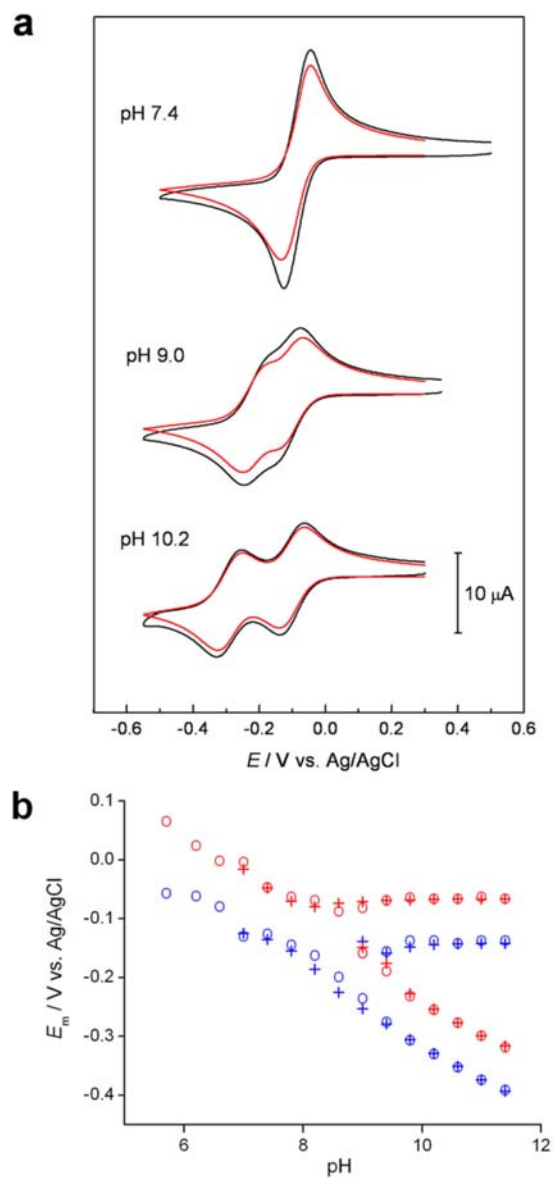 a
pH 7.4
pH 9.0
pH 10.2
10 μA
-0.6 -0.4 -0.2 0.0 0.2 0.4 0.6
E / V vs. Ag/AgCl
b
0.1
0.0
-0.1
-0.2
-0.3
-0.4
Em / V vs. Ag/AgCl
6 8 10 12
pH